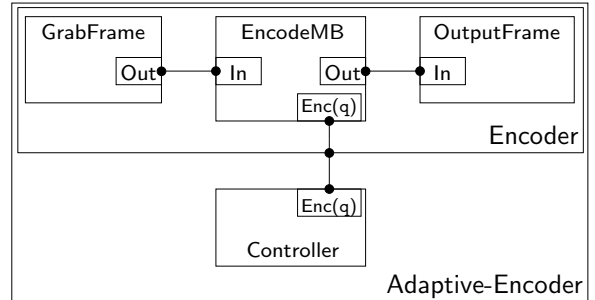 GrabFrame
EncodeMB
OutputFrame
Out
In
Out
In
Enc(q)
Encoder
Enc(q)
Controller
Adaptive-Encoder